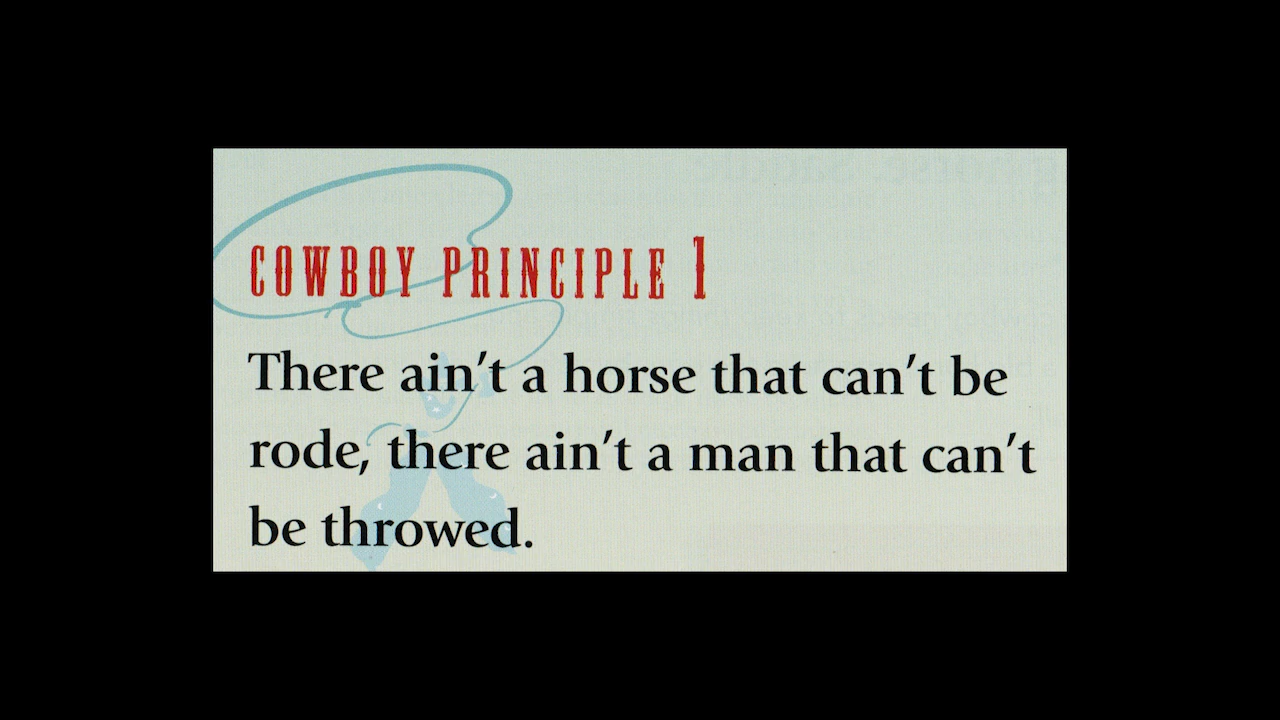 COWBOY PRINCIPLE 1
There ain’t a horse that can’t be
rode, there ain’t a man that can’t
be throwed.